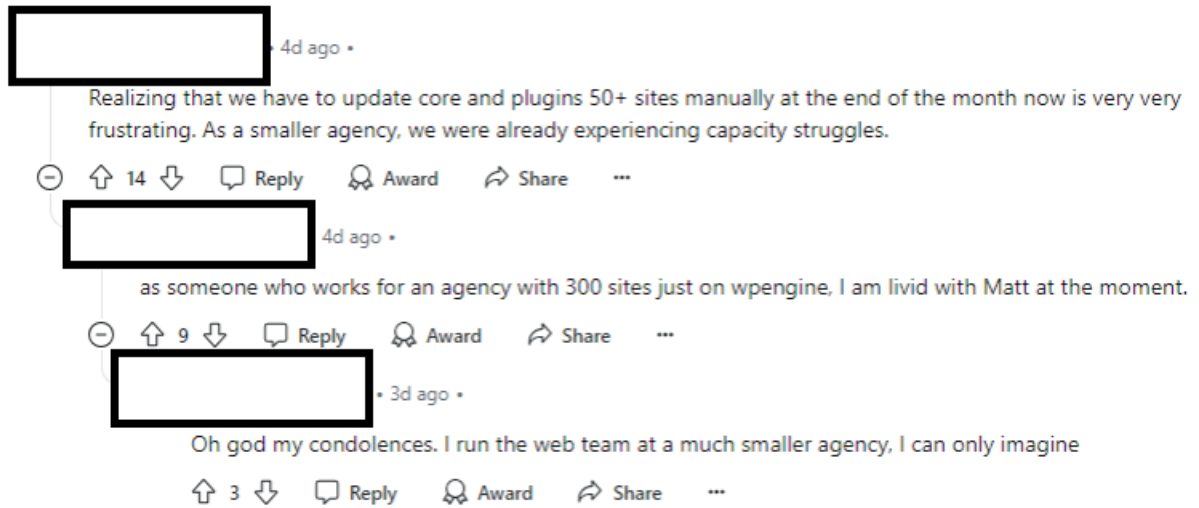 • 4d ago •
Realizing that we have to update core and plugins 50+ sites manually at the end of the month now is very very
frustrating. As a smaller agency, we were already experiencing capacity struggles.
14 Reply Award Share ...
4d ago •
as someone who works for an agency with 300 sites just on wpengine, I am livid with Matt at the moment.
9 Reply Award Share ...
• 3d ago •
Oh god my condolences. I run the web team at a much smaller agency, I can only imagine
3 Reply Award Share ...